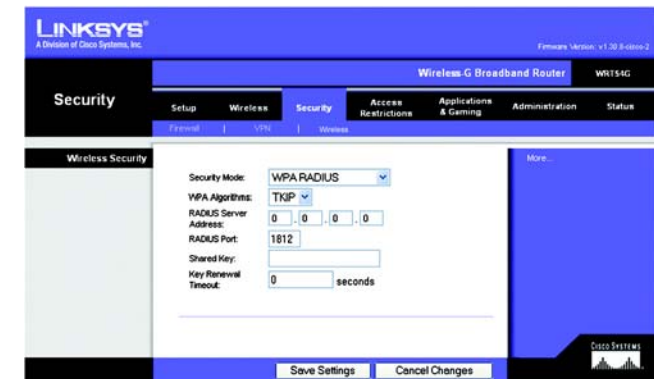 LINKSYS®
A Division of Cisco Systems, Inc.
Firmware Version: v1.30.8-cisco-2
Wireless-G Broadband Router WRT54G
Security
Setup Wireless Security Access Restrictions Applications & Gaming Administration Status
Firewall | VPN | Wireless
Wireless Security
More...
Security Mode: WPA RADIUS
WPA Algorithms: TKIP
RADIUS Server Address: 0 . 0 . 0 . 0
RADIUS Port: 1812
Shared Key:
Key Renewal Timeout: 0 seconds
Save Settings Cancel Changes
CISCO SYSTEMS